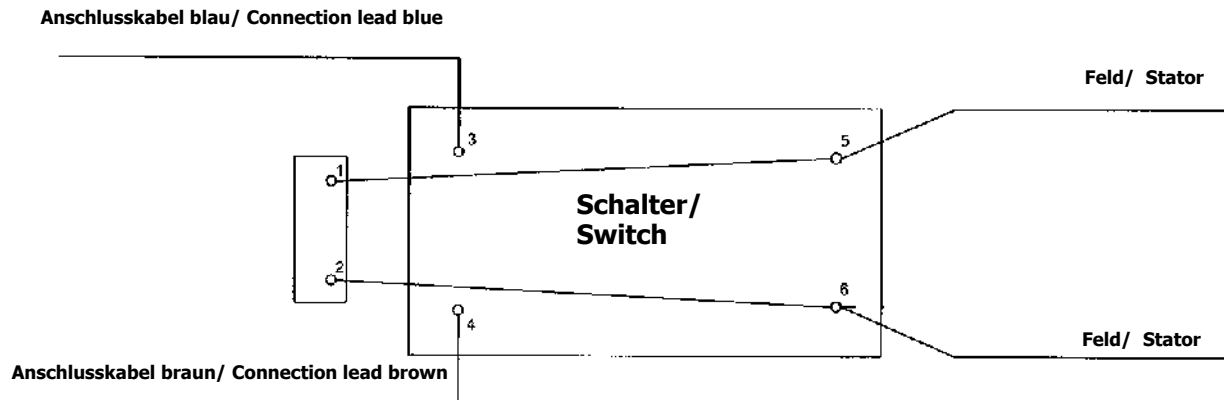 Anschlusskabel blau/ Connection lead blue
Feld/ Stator
3
5
1
Schalter/
Switch
2
6
4
Feld/ Stator
Anschlusskabel braun/ Connection lead brown